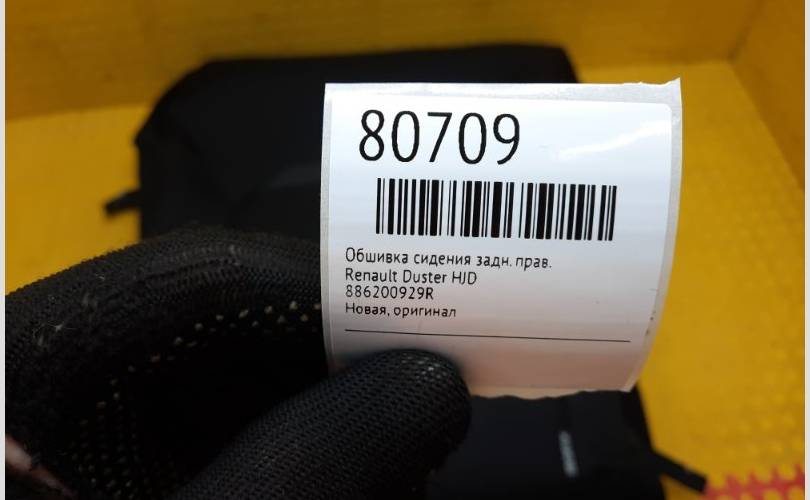 80709
Обшивка сидения задн. прав.
Renault Duster HJD
886200929R
Новая, оригинал